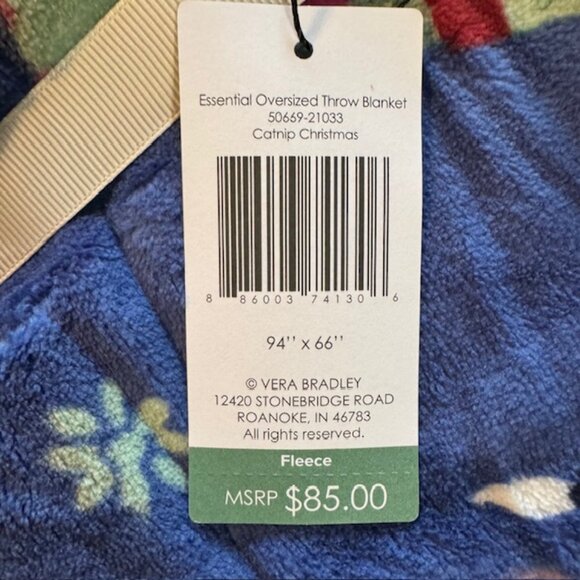 Essential Oversized Throw Blanket
50669-21033
Catnip Christmas
8 86003 74130 6
94'' x 66''
© VERA BRADLEY
12420 STONEBRIDGE ROAD
ROANOKE, IN 46783
All rights reserved.
Fleece
MSRP $85.00